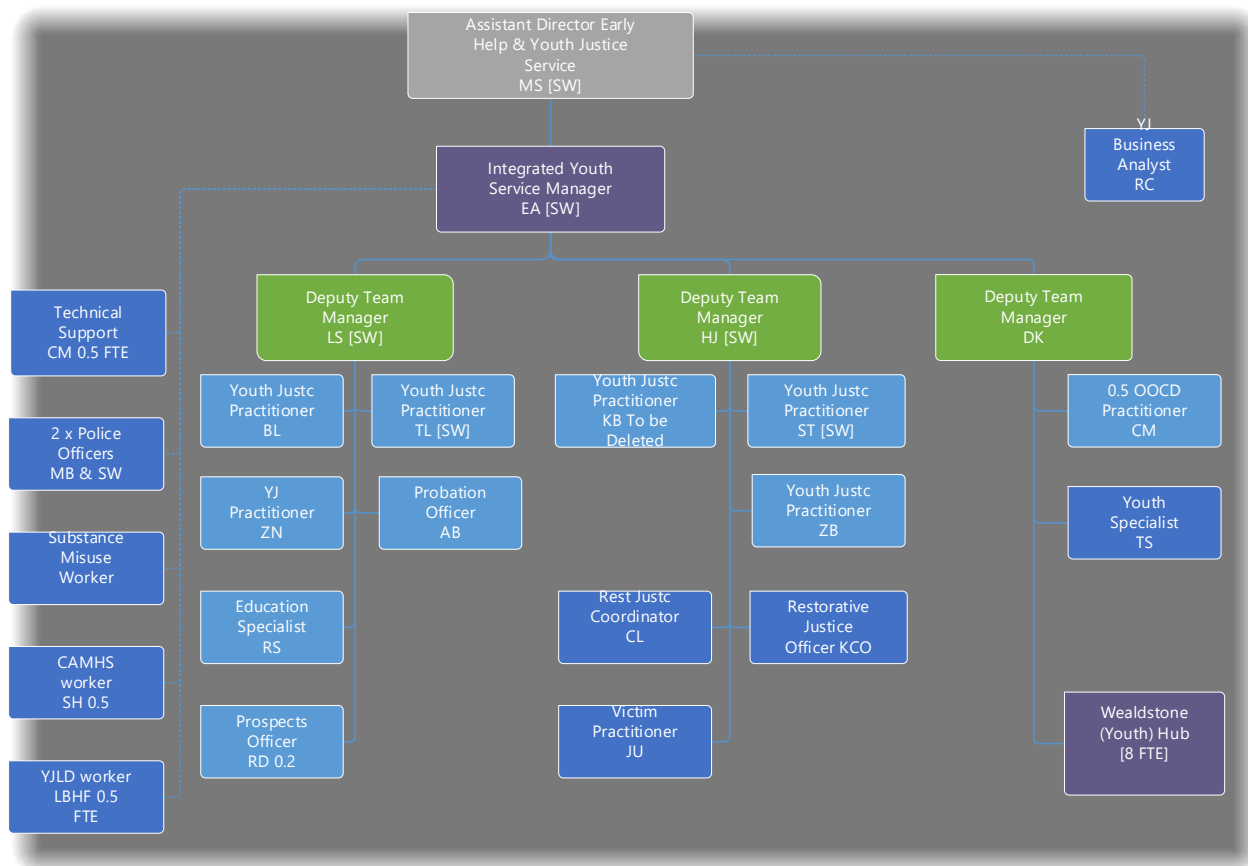 Assistant Director Early
Help & Youth Justice
Service
MS [SW]
YJ
Business
Analyst
RC
Integrated Youth
Service Manager
EA [SW]
Deputy Team
Manager
LS [SW]
Deputy Team
Manager
HJ [SW]
Deputy Team
Manager
DK
Technical
Support
CM 0.5 FTE
2 x Police
Officers
MB & SW
Substance
Misuse
Worker
CAMHS
worker
SH 0.5
YJLD worker
LBHF 0.5
FTE
Youth Justc
Practitioner
BL
Youth Justc
Practitioner
TL [SW]
YJ
Practitioner
ZN
Probation
Officer
AB
Education
Specialist
RS
Prospects
Officer
RD 0.2
Youth Justc
Practitioner
KB To be
Deleted
Youth Justc
Practitioner
ST [SW]
Youth Justc
Practitioner
ZB
Rest Justc
Coordinator
CL
Restorative
Justice
Officer KCO
Victim
Practitioner
JU
0.5 OOCD
Practitioner
CM
Youth
Specialist
TS
Wealdstone
(Youth) Hub
[8 FTE]